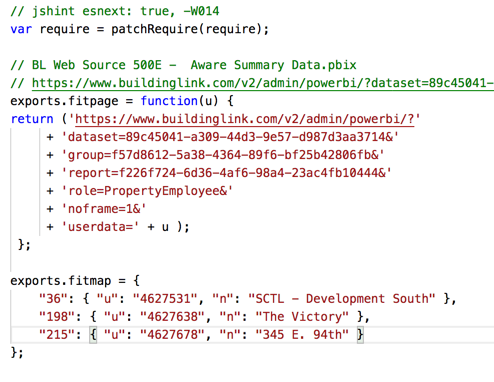 // jshint esnext: true, -W014
var require = patchRequire(require);
// BL Web Source 500E -  Aware Summary Data.pbix
// https://www.buildinglink.com/v2/admin/powerbi/?dataset=89c45041-
exports.fitpage = function(u) {
return ('https://www.buildinglink.com/v2/admin/powerbi/?'
+ 'dataset=89c45041-a309-44d3-9e57-d987d3aa3714&'
+ 'group=f57d8612-5a38-4364-89f6-bf25b42806fb&'
+ 'report=f226f724-6d36-4af6-98a4-23ac4fb10444&'
+ 'role=PropertyEmployee&'
+ 'noframe=1&'
+ 'userdata=' + u );
};
exports.fitmap = {
"36": { "u": "4627531", "n": "SCTL - Development South" },
"198": { "u": "4627638", "n": "The Victory" },
"215": { "u": "4627678", "n": "345 E. 94th" }
};